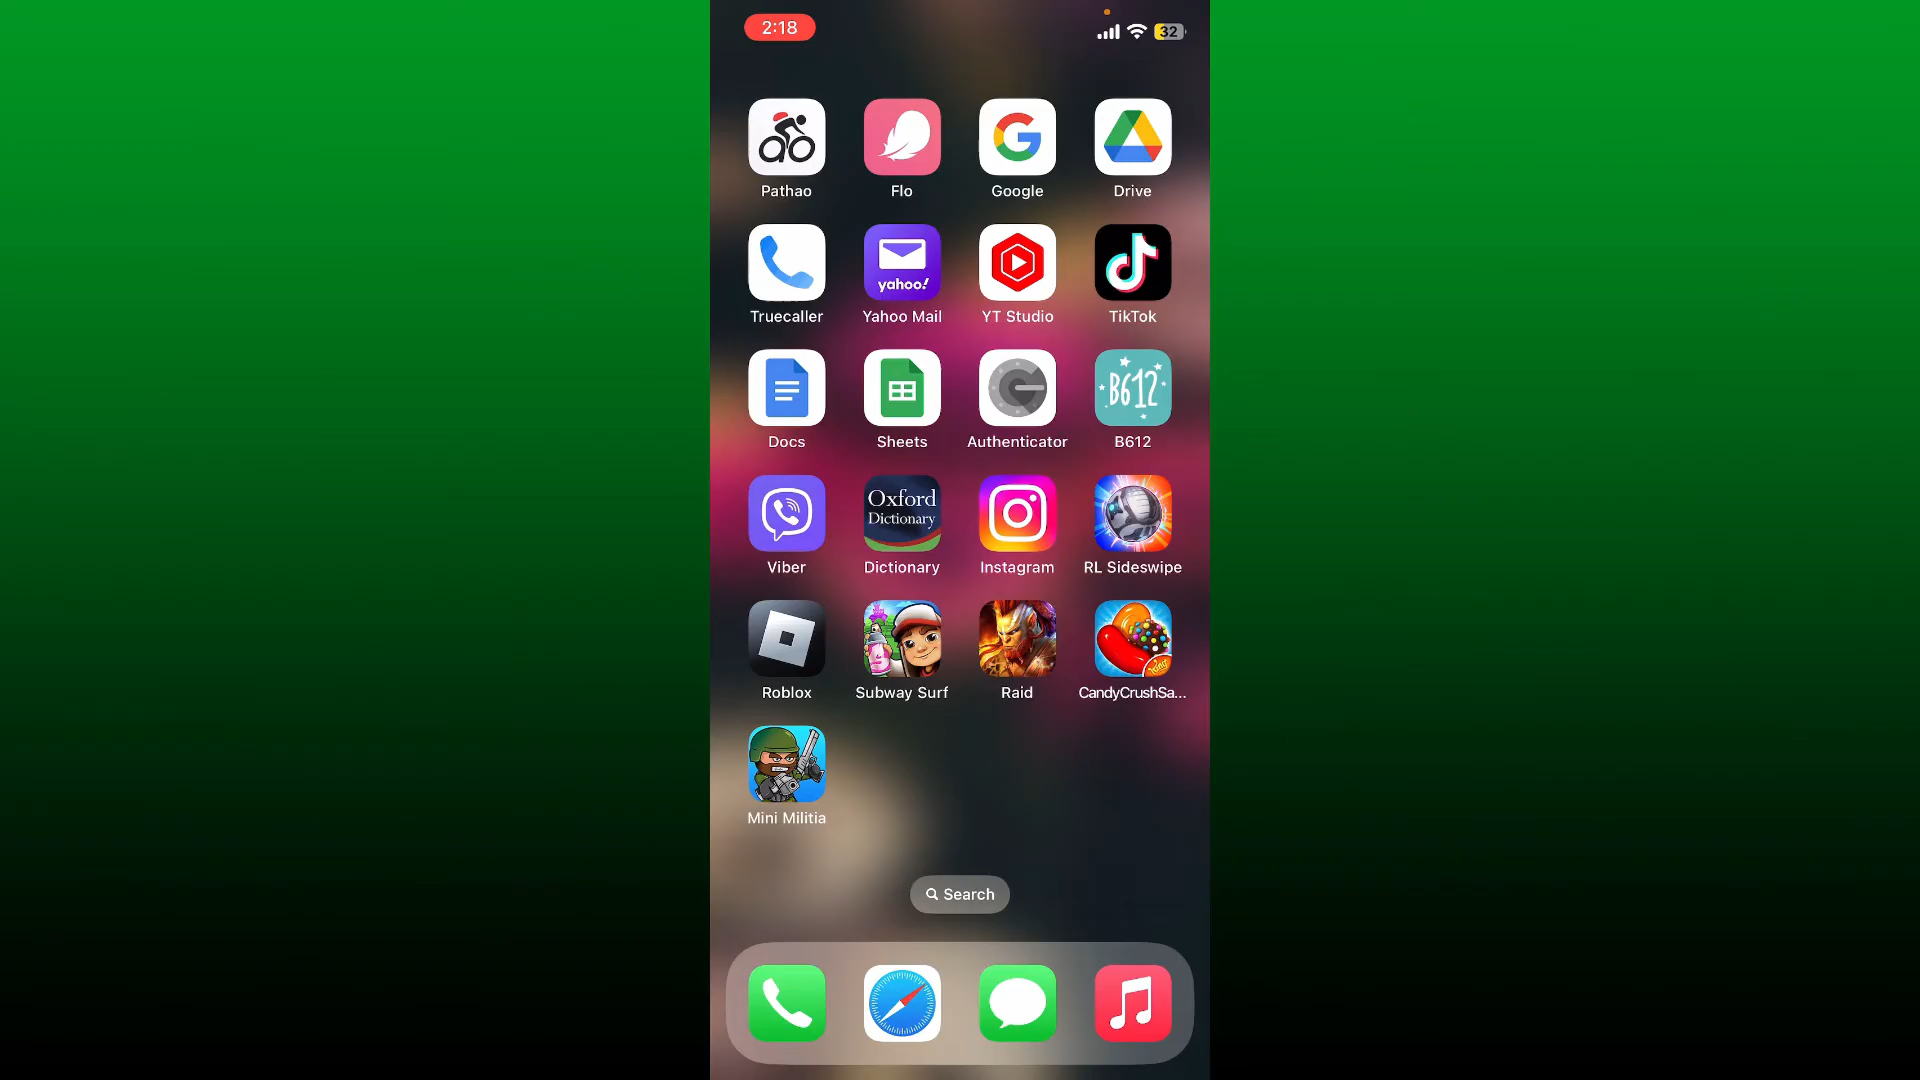 2:18
32
Pathao Flo Google Drive
yahoo!
Truecaller Yahoo Mail YT Studio TikTok
B612
Docs Sheets Authenticator B612
Oxford
Dictionary
Viber Dictionary Instagram RL Sideswipe
King
Roblox Subway Surf Raid CandyCrushSa...
Mini Militia
Search